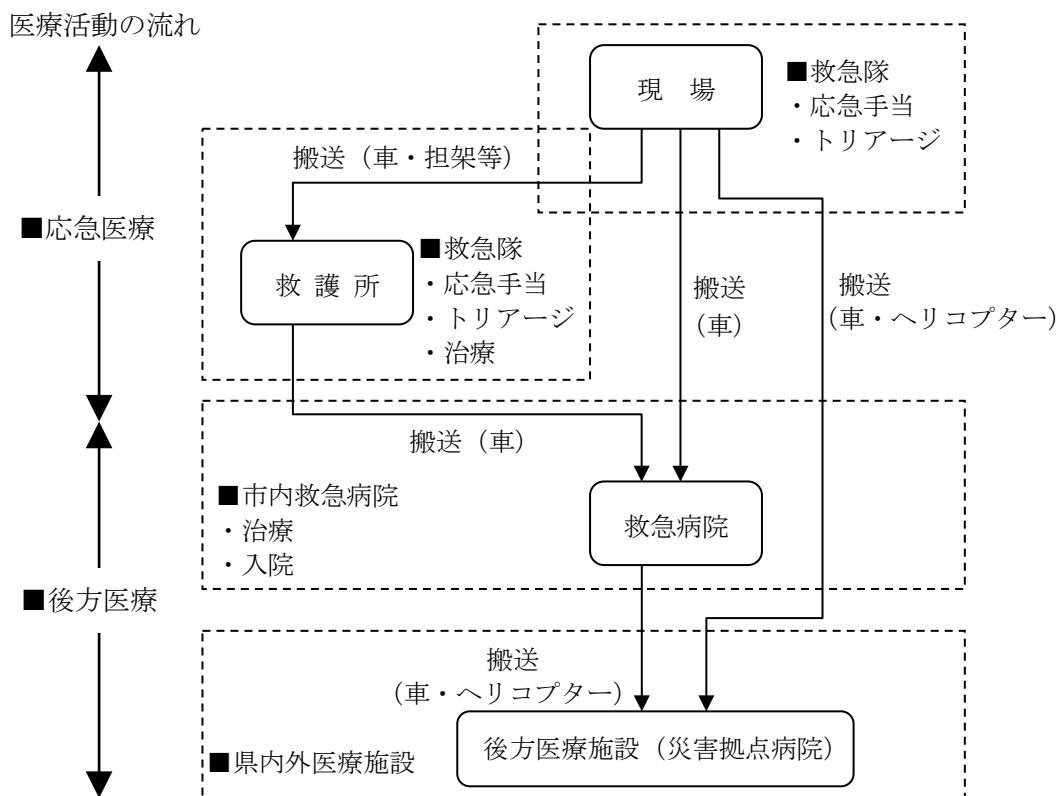 医療活動の流れ
現　場
■救急隊
・応急手当
・トリアージ
搬送（車・担架等）
■応急医療
救 護 所
■救急隊
・応急手当
・トリアージ
・治療
搬送
（車）
搬送
（車・ヘリコプター）
搬送（車）
■市内救急病院
・治療
・入院
救急病院
■後方医療
搬送
（車・ヘリコプター）
後方医療施設（災害拠点病院）
■県内外医療施設